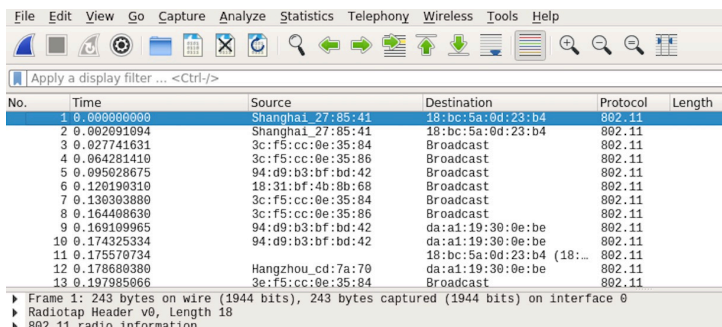 File Edit View Go Capture Analyze Statistics Telephony Wireless Tools Help
Apply a display filter ... <Ctrl-/>
No. Time Source Destination Protocol Length
1 0.000000000 Shanghai_27:85:41 18:bc:5a:0d:23:b4 802.11
2 0.002091094 Shanghai_27:85:41 18:bc:5a:0d:23:b4 802.11
3 0.027741631 3c:f5:cc:0e:35:84 Broadcast 802.11
4 0.064281410 3c:f5:cc:0e:35:86 Broadcast 802.11
5 0.095028675 94:d9:b3:bf:bd:42 Broadcast 802.11
6 0.120190310 18:31:bf:4b:8b:68 Broadcast 802.11
7 0.130303880 3c:f5:cc:0e:35:84 Broadcast 802.11
8 0.164408630 3c:f5:cc:0e:35:86 Broadcast 802.11
9 0.169109965 94:d9:b3:bf:bd:42 da:a1:19:30:0e:be 802.11
10 0.174325334 94:d9:b3:bf:bd:42 da:a1:19:30:0e:be 802.11
11 0.175570734 18:bc:5a:0d:23:b4 (18:… 802.11
12 0.178680380 Hangzhou_cd:7a:70 da:a1:19:30:0e:be 802.11
13 0.197985066 3e:f5:cc:0e:35:84 Broadcast 802.11
Frame 1: 243 bytes on wire (1944 bits), 243 bytes captured (1944 bits) on interface 0
Radiotap Header v0, Length 18
802.11 radio information